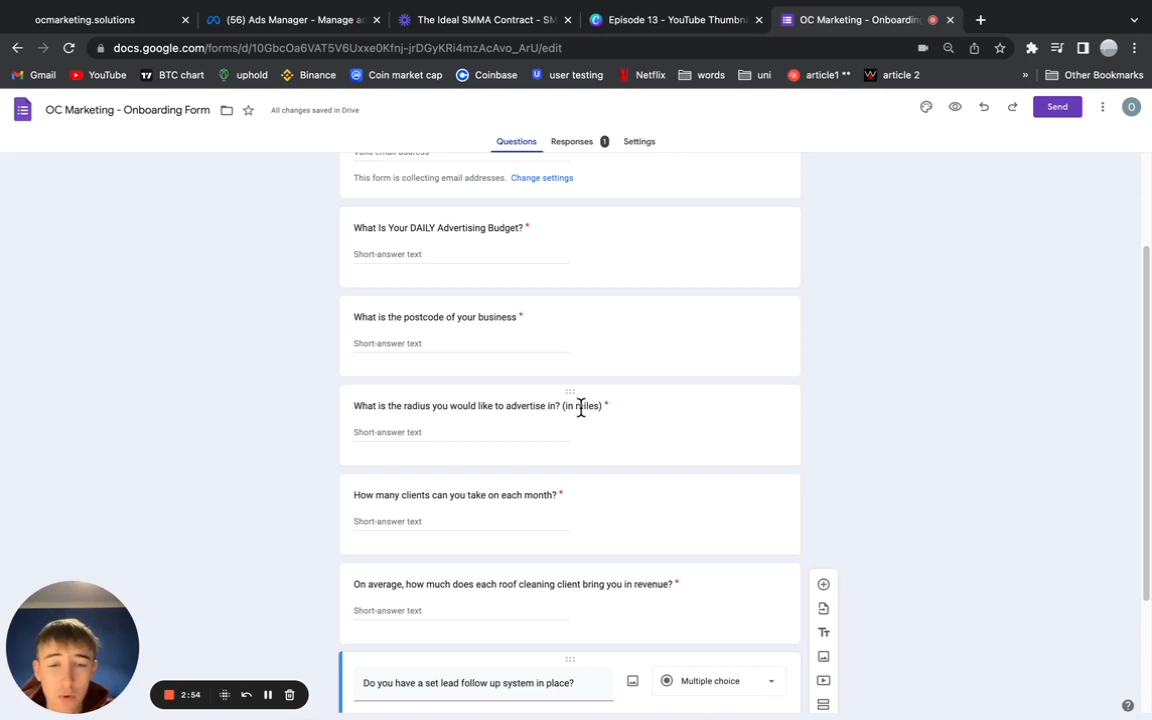 ocmarketing.solutions
(56) Ads Manager - Manage ad
The Ideal SMMA Contract - SM
Episode 13 - YouTube Thumbn
OC Marketing - Onboarding
docs.google.com/forms/d/10GbcOa6VAT5V6Uxxe0Kfnj-jrDGyKRi4mzAcAvo_ArU/edit
Gmail YouTube BTC chart uphold Binance Coin market cap Coinbase user testing Netflix words uni article1 ** article 2 » Other Bookmarks
OC Marketing - Onboarding Form
All changes saved in Drive
Send
O
Questions Responses 1 Settings
Valid email address
This form is collecting email addresses. Change settings
What Is Your DAILY Advertising Budget? *
Short-answer text
What is the postcode of your business *
Short-answer text
What is the radius you would like to advertise in? (in miles) *
Short-answer text
How many clients can you take on each month? *
Short-answer text
On average, how much does each roof cleaning client bring you in revenue? *
Short-answer text
Do you have a set lead follow up system in place?
Multiple choice
Tт
2:54